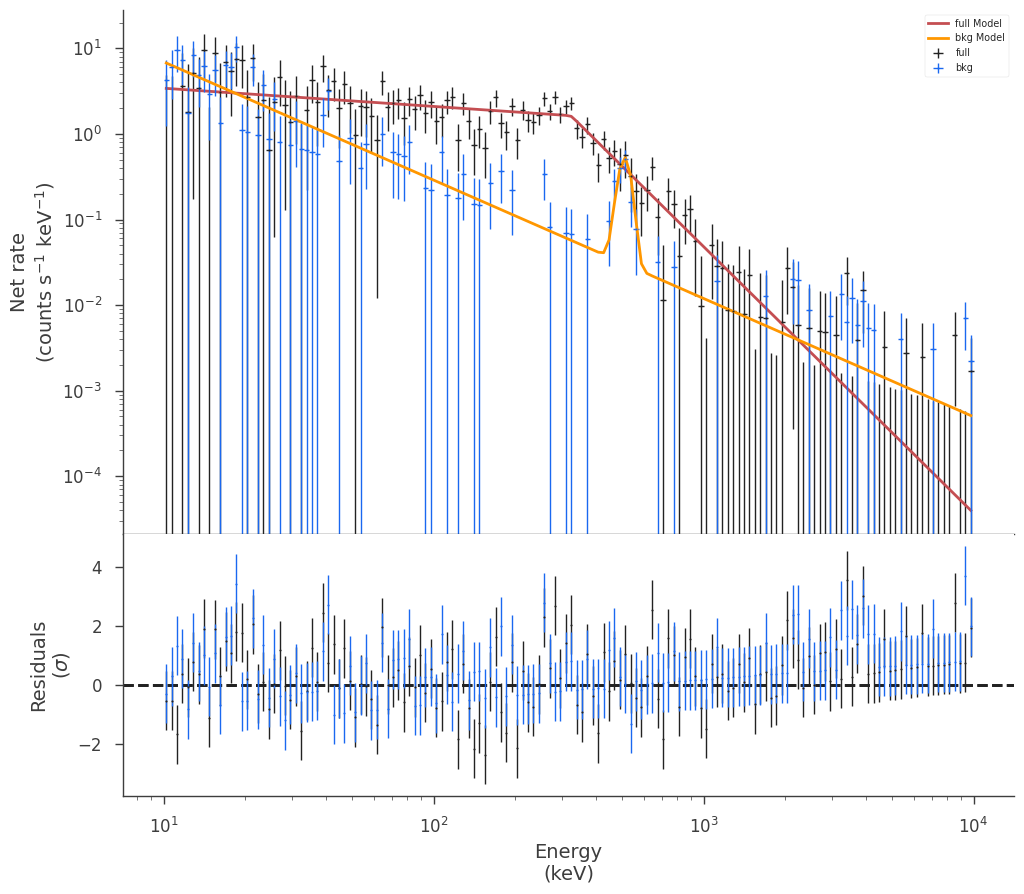 full Model
bkg Model
full
bkg
Net rate
(counts s⁻¹ keV⁻¹)
10¹
10⁰
10⁻¹
10⁻²
10⁻³
10⁻⁴
Residuals
(σ)
4
2
0
−2
10¹ 10² 10³ 10⁴
Energy
(keV)